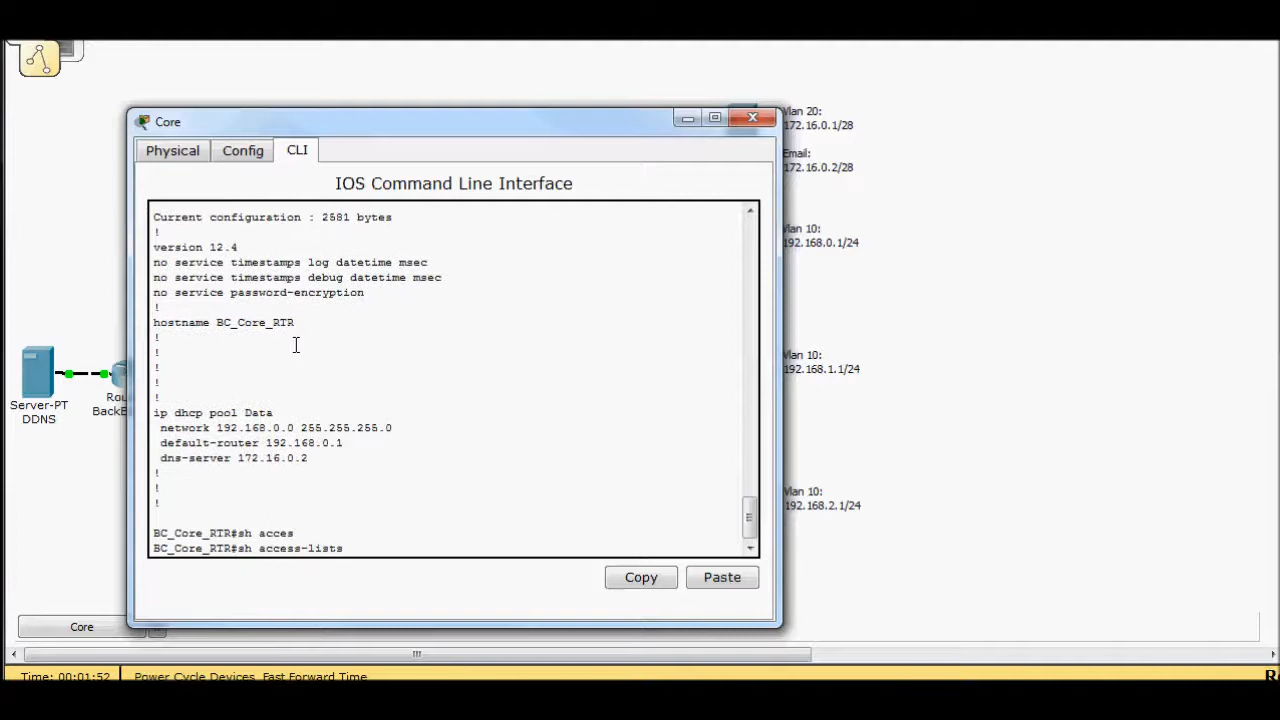 Core
Physical
Config
CLI
IOS Command Line Interface
Current configuration : 2581 bytes
!
version 12.4
no service timestamps log datetime msec
no service timestamps debug datetime msec
no service password-encryption
!
hostname BC_Core_RTR
!
!
!
!
!
ip dhcp pool Data
network 192.168.0.0 255.255.255.0
default-router 192.168.0.1
dns-server 172.16.0.2
!
!
!
BC_Core_RTR#sh acces
BC_Core_RTR#sh access-lists
Copy
Paste
Vlan 20:
172.16.0.1/28
Email:
172.16.0.2/28
Vlan 10:
192.168.0.1/24
Vlan 10:
192.168.1.1/24
Vlan 10:
192.168.2.1/24
Server-PT
DDNS
Rou
BackB
Core
Time: 00:01:52
Power Cycle Devices
Fast Forward Time